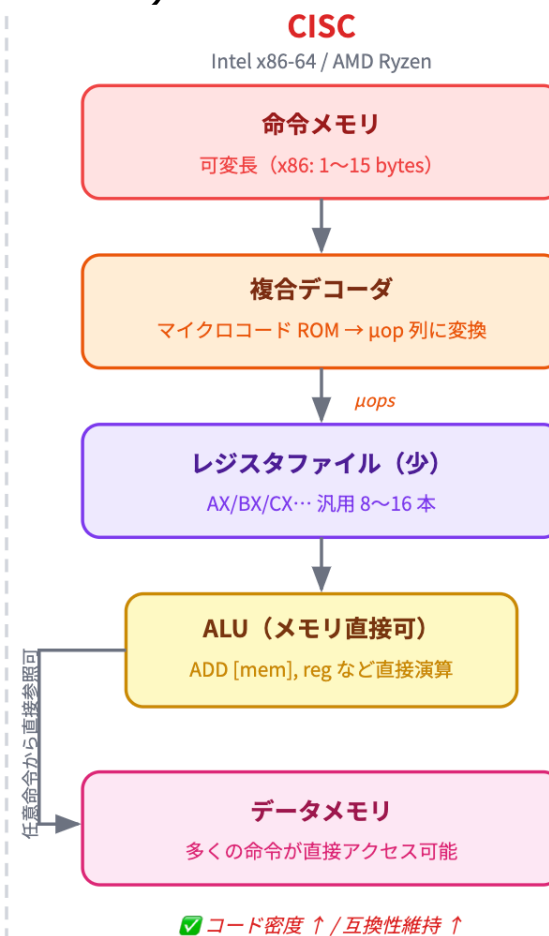 CISC
Intel x86-64 / AMD Ryzen
命令メモリ
可変長（x86: 1〜15 bytes）
複合デコーダ
マイクロコード ROM → μop 列に変換
μops
レジスタファイル（少）
AX/BX/CX… 汎用 8〜16 本
ALU（メモリ直接可）
ADD [mem], reg など直接演算
任意命令から直接参照可
データメモリ
多くの命令が直接アクセス可能
✅ コード密度 ↑ / 互換性維持 ↑